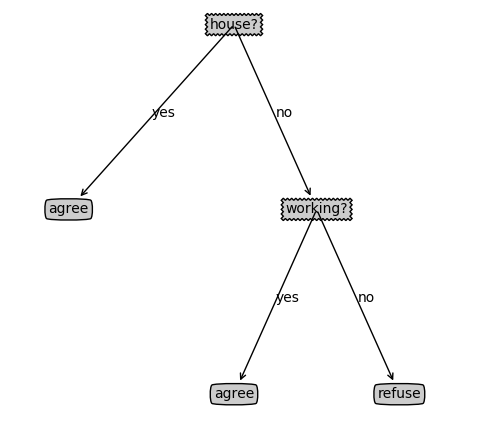 house?
yes
no
agree
working?
yes
no
agree
refuse